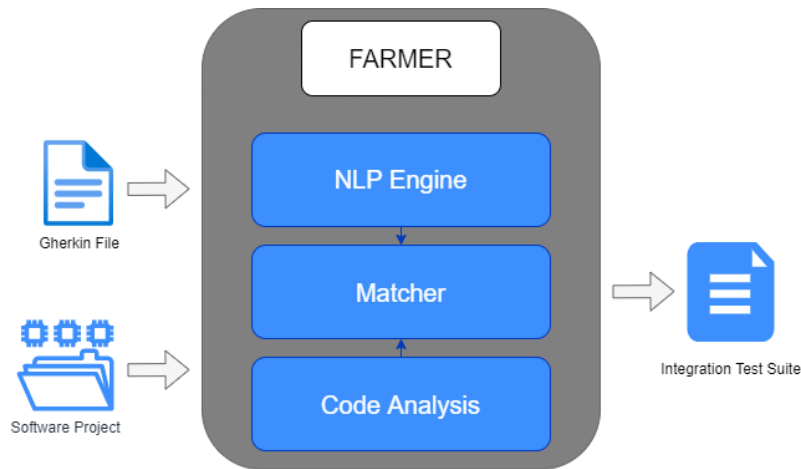 FARMER
NLP Engine
Gherkin File
Matcher
Integration Test Suite
Code Analysis
Software Project